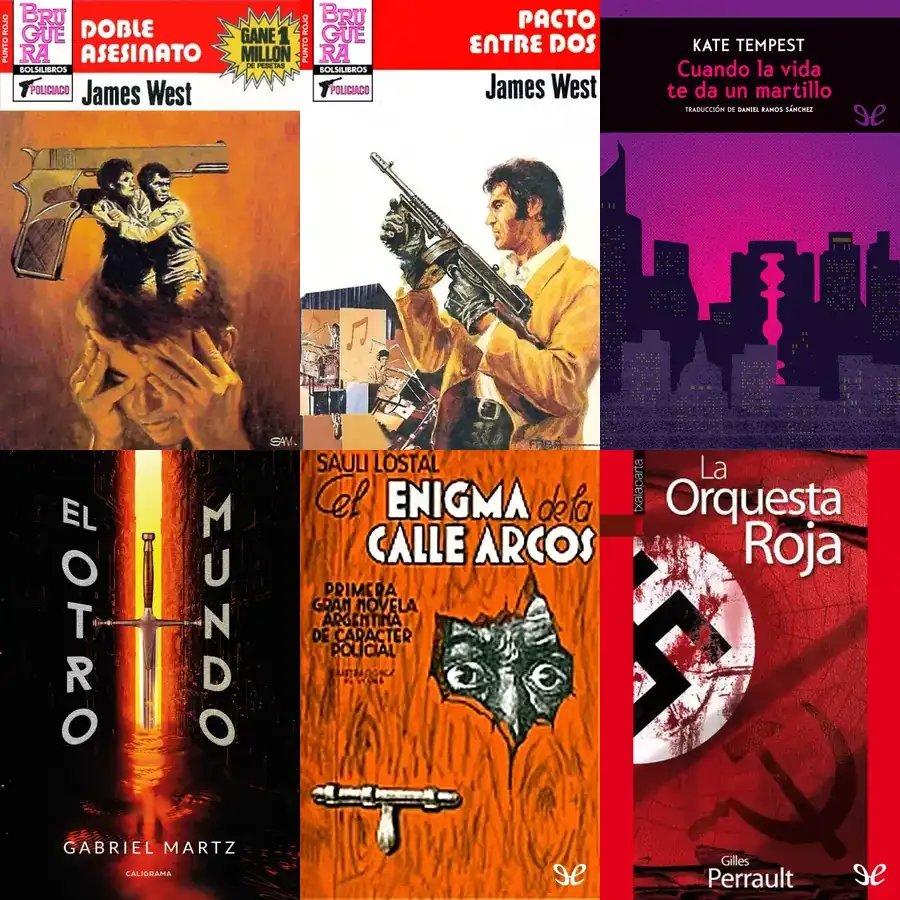 PUNTO ROJO
BRU
GUE
RA
BOLSILIBROS
POLICIACO
DOBLE
ASESINATO
GANE 1
MILLON
DE PESETAS
James West
SAM.
PUNTO ROJO
BRU
GUE
RA
BOLSILIBROS
POLICIACO
PACTO
ENTRE DOS
James West
FABA
KATE TEMPEST
Cuando la vida
te da un martillo
TRADUCCIÓN DE DANIEL RAMOS SÁNCHEZ
EL OTRO
MUNDO
GABRIEL MARTZ
CALIGRAMA
SAULI LOSTAL
El ENIGMA de la
CALLE ARCOS
PRIMERA
GRAN NOVELA
ARGENTINA
DE CARACTER
POLICIAL
txalaparta
La
Orquesta
Roja
Gilles
Perrault